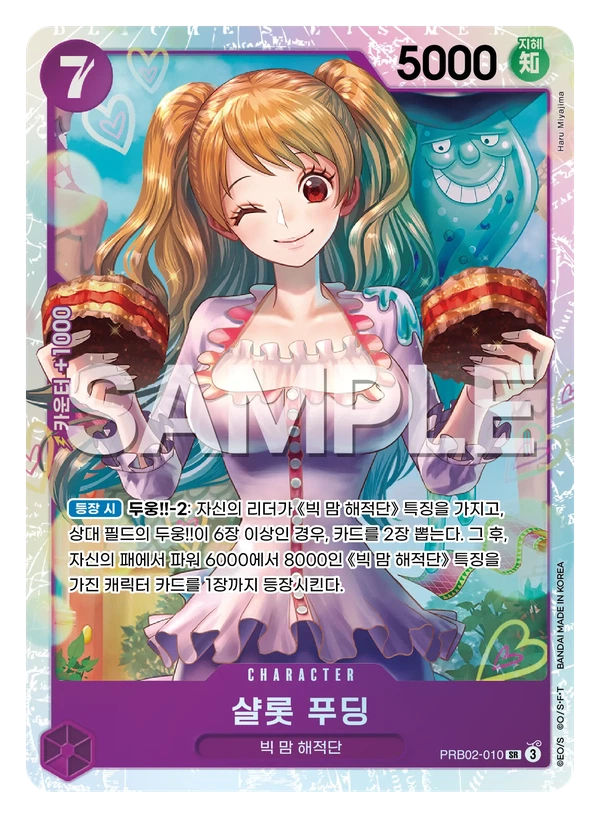 7
5000
지혜
知
Haru Miyajima
카운터 +1000
SAMPLE
등장 시 두웅!!-2: 자신의 리더가 《빅 맘 해적단》 특징을 가지고,
상대 필드의 두웅!!이 6장 이상인 경우, 카드를 2장 뽑는다. 그 후,
자신의 패에서 파워 6000에서 8000인 《빅 맘 해적단》 특징을
가진 캐릭터 카드를 1장까지 등장시킨다.
CHARACTER
샬롯 푸딩
빅 맘 해적단
PRB02-010 SR 3
©EO/S ©O/S·F·T BANDAI MADE IN KOREA